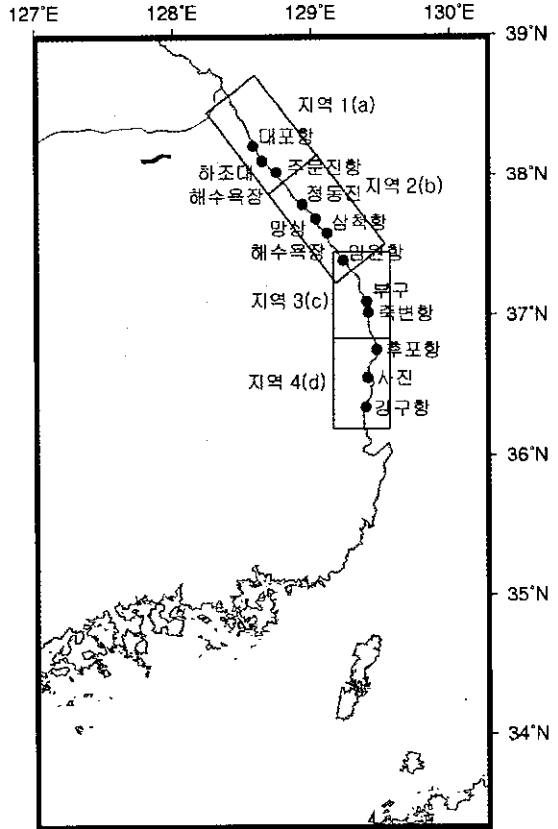 127°E 128°E 129°E 130°E
39°N
지역 1(a)
대포항
하조대
해수욕장
주문진항
38°N
정동진
지역 2(b)
망상
해수욕장
삼척항
임원항
지역 3(c)
부구
죽변항
37°N
후포항
지역 4(d)
사진
강구항
36°N
35°N
34°N